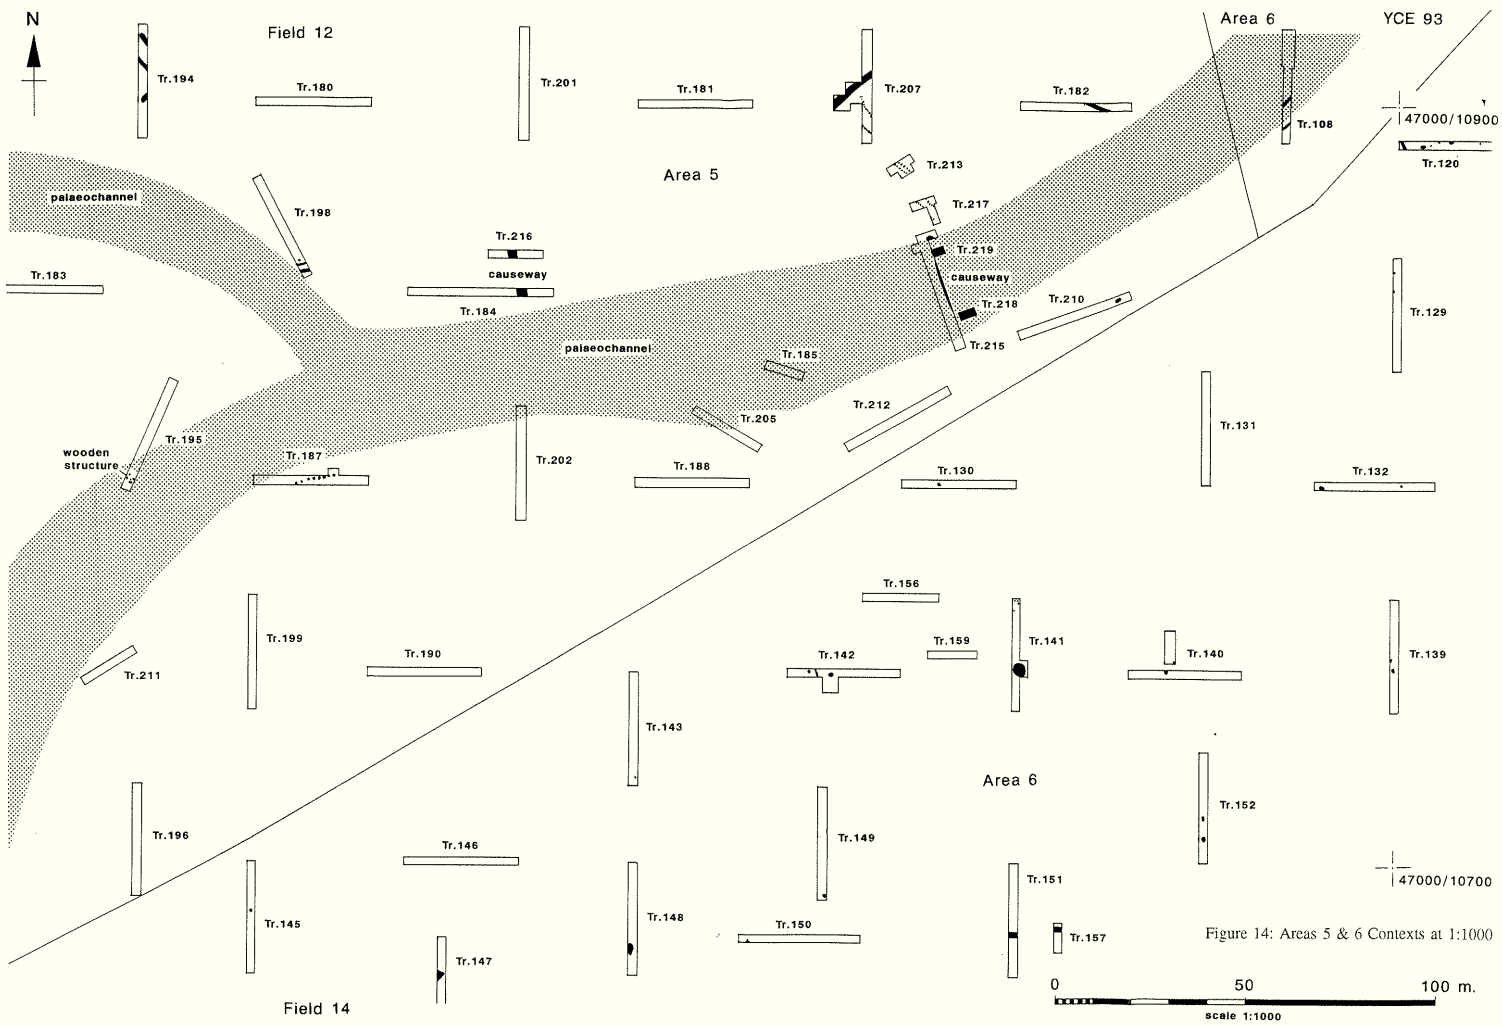 N
Field 12
Area 6
YCE 93
Tr.194
Tr.180
Tr.201
Tr.181
Tr.207
Tr.182
Tr.108
47000/10900
Tr.120
Area 5
Tr.213
palaeochannel
Tr.198
Tr.217
Tr.216
Tr.219
Tr.183
causeway
causeway
Tr.184
Tr.218
Tr.210
Tr.129
palaeochannel
Tr.215
Tr.185
Tr.212
Tr.205
Tr.195
Tr.131
wooden
structure
Tr.187
Tr.202
Tr.188
Tr.130
Tr.132
Tr.156
Tr.199
Tr.190
Tr.142
Tr.159
Tr.141
Tr.140
Tr.139
Tr.211
Tr.143
Area 6
Tr.152
Tr.196
Tr.146
Tr.149
Tr.151
47000/10700
Tr.145
Tr.148
Tr.150
Tr.157
Figure 14: Areas 5 & 6 Contexts at 1:1000
Tr.147
0 50 100 m.
Field 14
scale 1:1000